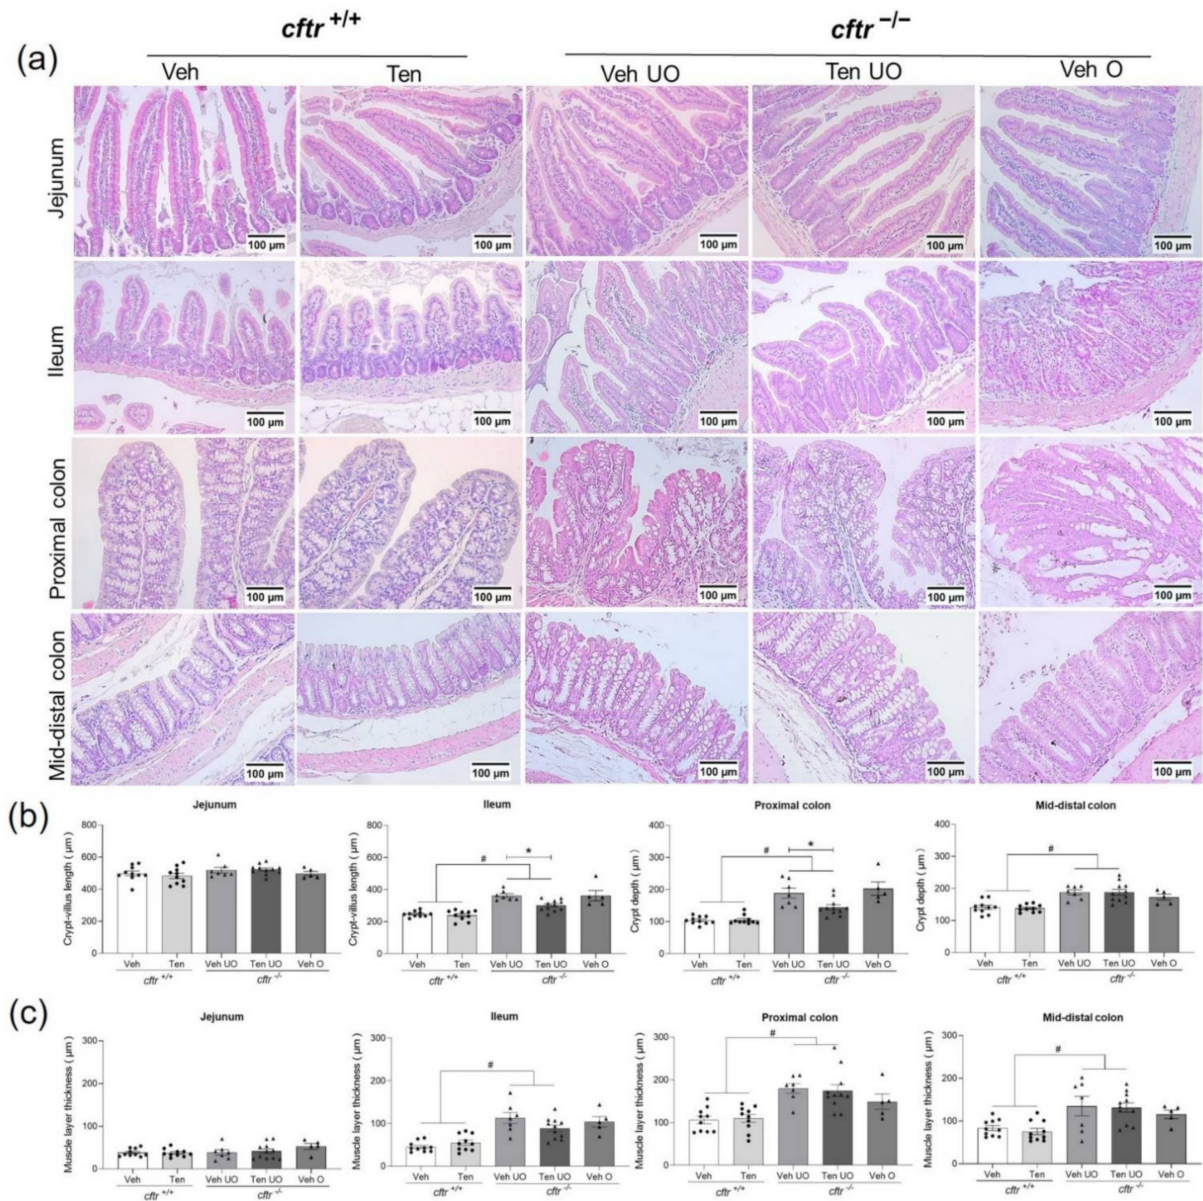 cftr +/+
cftr −/−
(a)
Veh
Ten
Veh UO
Ten UO
Veh O
Jejunum
100 µm
100 µm
100 µm
100 µm
100 µm
Ileum
100 µm
100 µm
100 µm
100 µm
100 µm
Proximal colon
100 µm
100 µm
100 µm
100 µm
100 µm
Mid-distal colon
100 µm
100 µm
100 µm
100 µm
100 µm
(b)
Jejunum
Crypt-villus length ( µm )
800
600
400
200
0
Veh
Ten
Veh UO
Ten UO
Veh O
cftr +/+
cftr -/-
Ileum
Crypt-villus length ( µm )
800
600
400
200
0
#
*
Veh
Ten
Veh UO
Ten UO
Veh O
cftr +/+
cftr -/-
Proximal colon
Crypt depth ( µm )
400
300
200
100
0
#
*
Veh
Ten
Veh UO
Ten UO
Veh O
cftr +/+
cftr -/-
Mid-distal colon
Crypt depth ( µm )
400
300
200
100
0
#
Veh
Ten
Veh UO
Ten UO
Veh O
cftr +/+
cftr -/-
(c)
Jejunum
Muscle layer thickness ( µm )
300
200
100
0
Veh
Ten
Veh UO
Ten UO
Veh O
cftr +/+
cftr -/-
Ileum
Muscle layer thickness ( µm )
300
200
100
0
#
Veh
Ten
Veh UO
Ten UO
Veh O
cftr +/+
cftr -/-
Proximal colon
Muscle layer thickness ( µm )
300
200
100
0
#
Veh
Ten
Veh UO
Ten UO
Veh O
cftr +/+
cftr -/-
Mid-distal colon
Muscle layer thickness ( µm )
300
200
100
0
#
Veh
Ten
Veh UO
Ten UO
Veh O
cftr +/+
cftr -/-